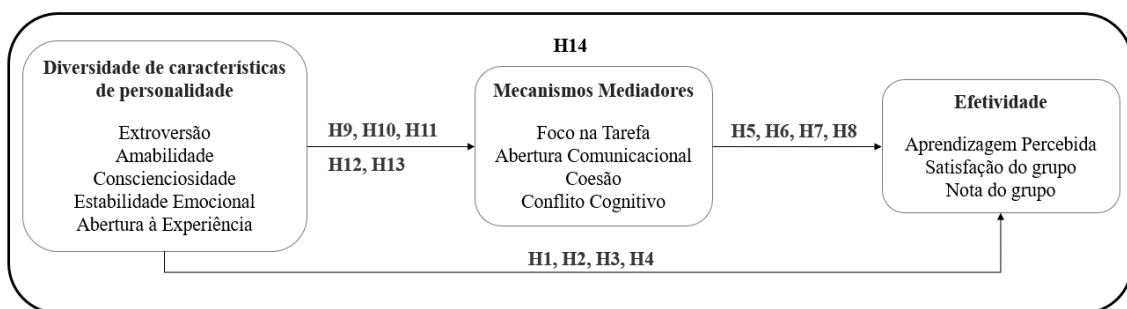 H14
Diversidade de características
de personalidade
Extroversão
Amabilidade
Conscienciosidade
Estabilidade Emocional
Abertura à Experiência
H9, H10, H11
H12, H13
Mecanismos Mediadores
Foco na Tarefa
Abertura Comunicacional
Coesão
Conflito Cognitivo
H5, H6, H7, H8
Efetividade
Aprendizagem Percebida
Satisfação do grupo
Nota do grupo
H1, H2, H3, H4